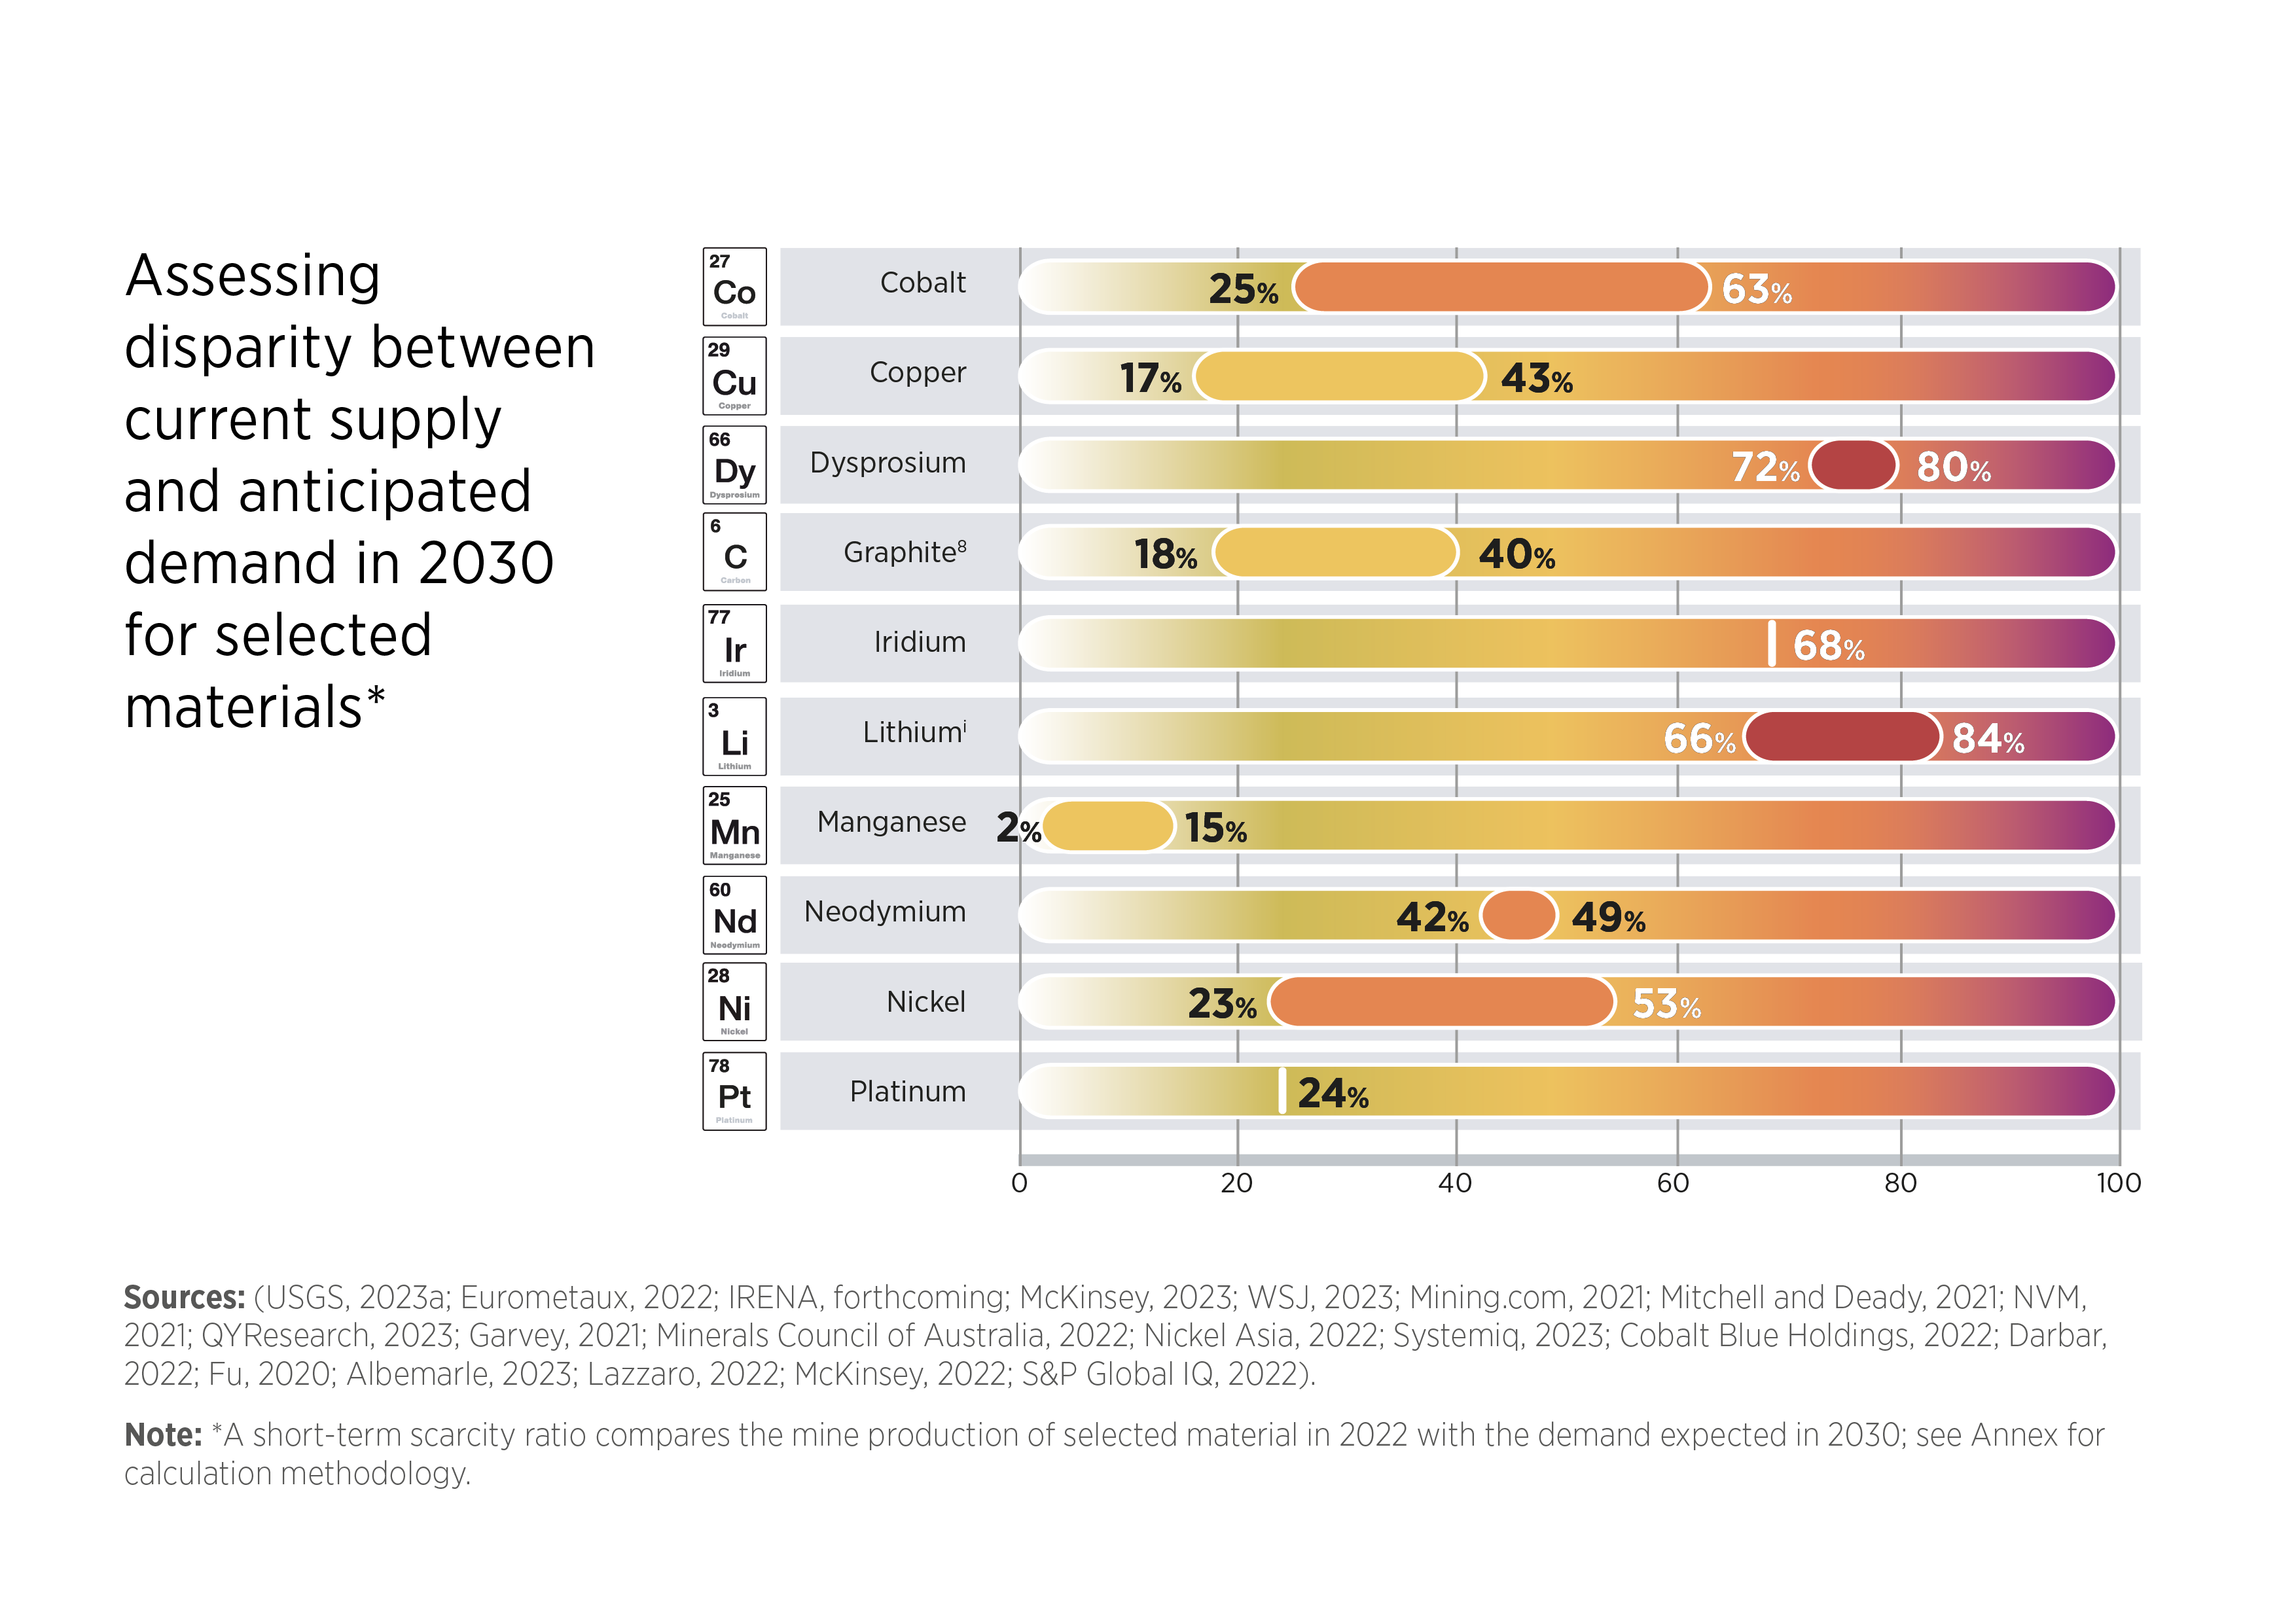 Assessing
disparity between
current supply
and anticipated
demand in 2030
for selected
materials*
27
Co
Cobalt
Cobalt
25%
63%
29
Cu
Copper
Copper
17%
43%
66
Dy
Dysprosium
Dysprosium
72%
80%
6
C
Carbon
Graphite⁸
18%
40%
77
Ir
Iridium
Iridium
68%
3
Li
Lithium
Lithiumⁱ
66%
84%
25
Mn
Manganese
Manganese
2%
15%
60
Nd
Neodymium
Neodymium
42%
49%
28
Ni
Nickel
Nickel
23%
53%
78
Pt
Platinum
Platinum
24%
0
20
40
60
80
100
Sources: (USGS, 2023a; Eurometaux, 2022; IRENA, forthcoming; McKinsey, 2023; WSJ, 2023; Mining.com, 2021; Mitchell and Deady, 2021; NVM,
2021; QYResearch, 2023; Garvey, 2021; Minerals Council of Australia, 2022; Nickel Asia, 2022; Systemiq, 2023; Cobalt Blue Holdings, 2022; Darbar,
2022; Fu, 2020; Albemarle, 2023; Lazzaro, 2022; McKinsey, 2022; S&P Global IQ, 2022).
Note: *A short-term scarcity ratio compares the mine production of selected material in 2022 with the demand expected in 2030; see Annex for
calculation methodology.